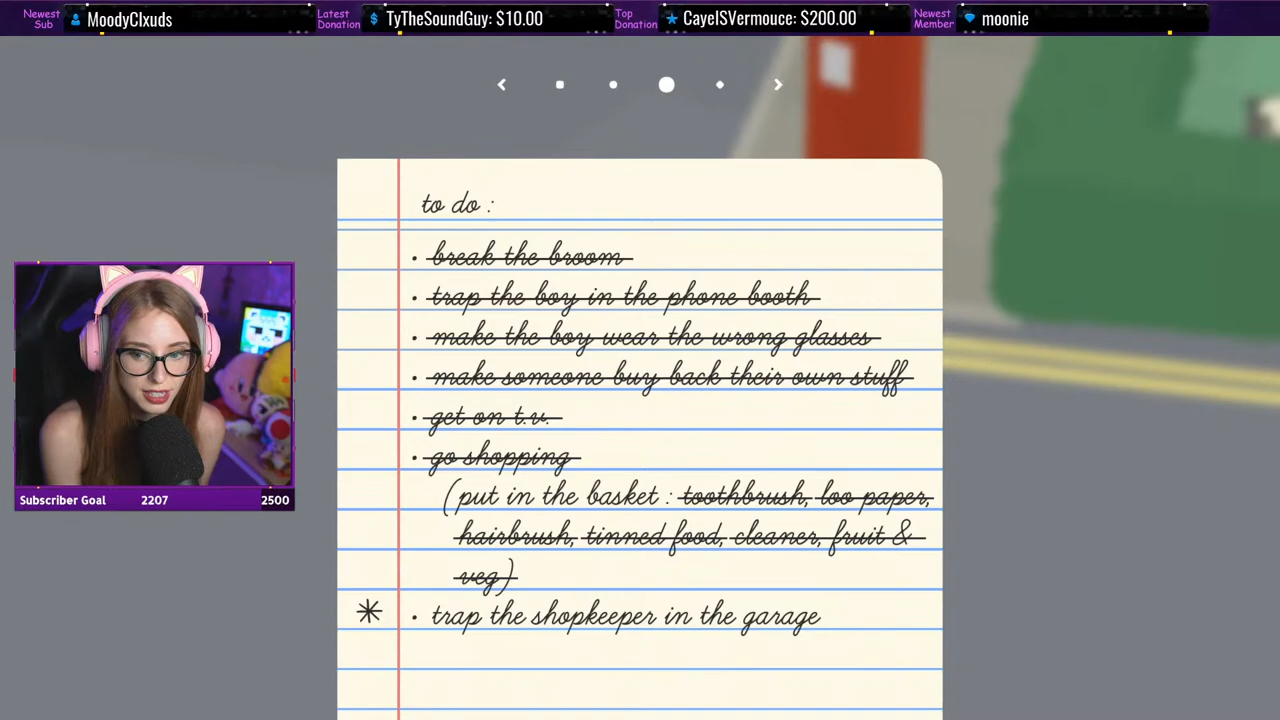 Newest Sub MoodyClxuds Latest Donation TyTheSoundGuy: $10.00 Top Donation CayelSVermouce: $200.00 Newest Member moonie
to do :
• break the broom
• trap the boy in the phone booth
• make the boy wear the wrong glasses
• make someone buy back their own stuff
• get on t.v.
• go shopping
(put in the basket : toothbrush, loo paper,
hairbrush, tinned food, cleaner, fruit &
veg)
• trap the shopkeeper in the garage
Subscriber Goal 2207 2500